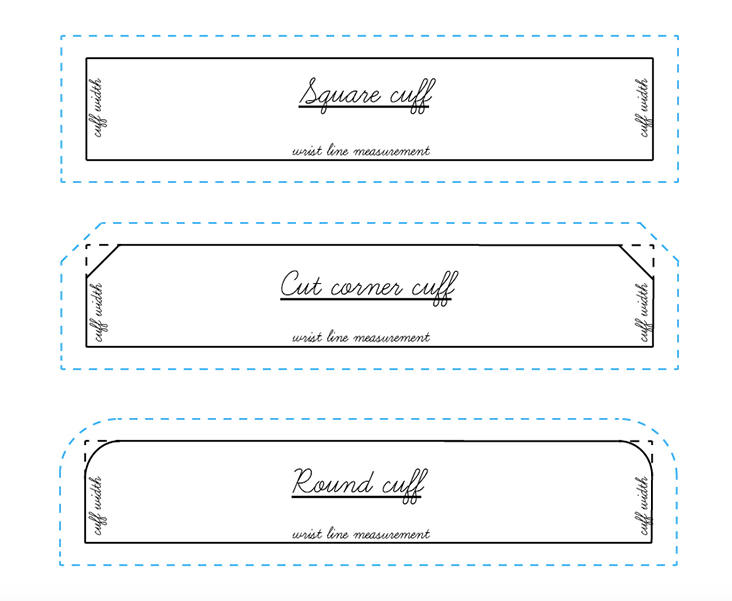 Square cuff
cuff width
cuff width
wrist line measurement
Cut corner cuff
cuff width
cuff width
wrist line measurement
Round cuff
cuff width
cuff width
wrist line measurement